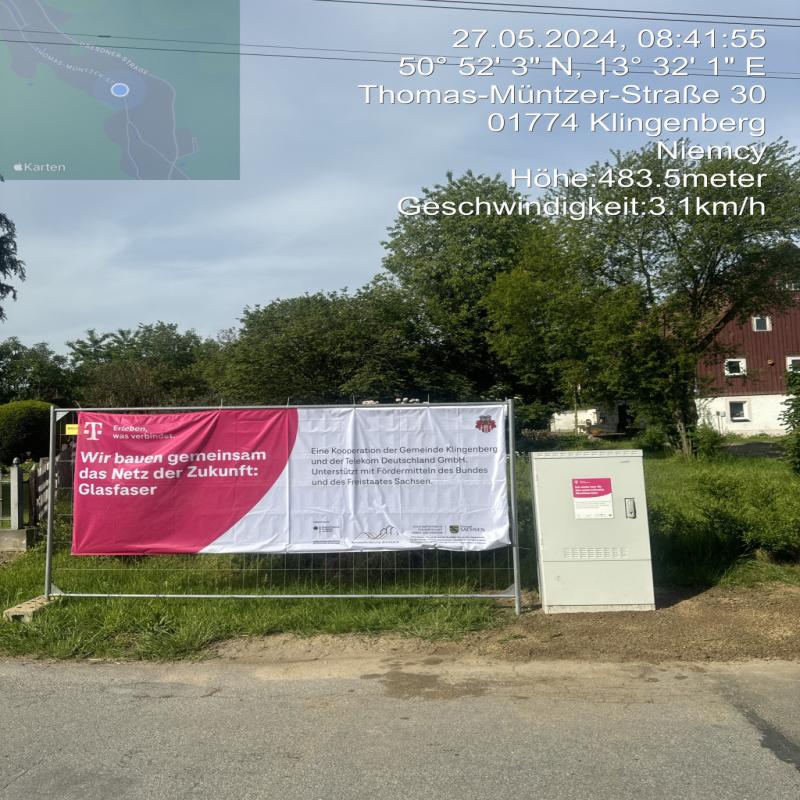 DRESDNER-STRAßE
THOMAS-MÜNTZER-S
Karten
27.05.2024, 08:41:55
50° 52' 3" N, 13° 32' 1" E
Thomas-Müntzer-Straße 30
01774 Klingenberg
Niemcy
Höhe:483.5meter
Geschwindigkeit:3.1km/h
T
Erleben,
was verbindet.
Wir bauen gemeinsam
das Netz der Zukunft:
Glasfaser
Eine Kooperation der Gemeinde Klingenberg
und der Telekom Deutschland GmbH.
Unterstützt mit Fördermitteln des Bundes
und des Freistaates Sachsen.
SACHSEN